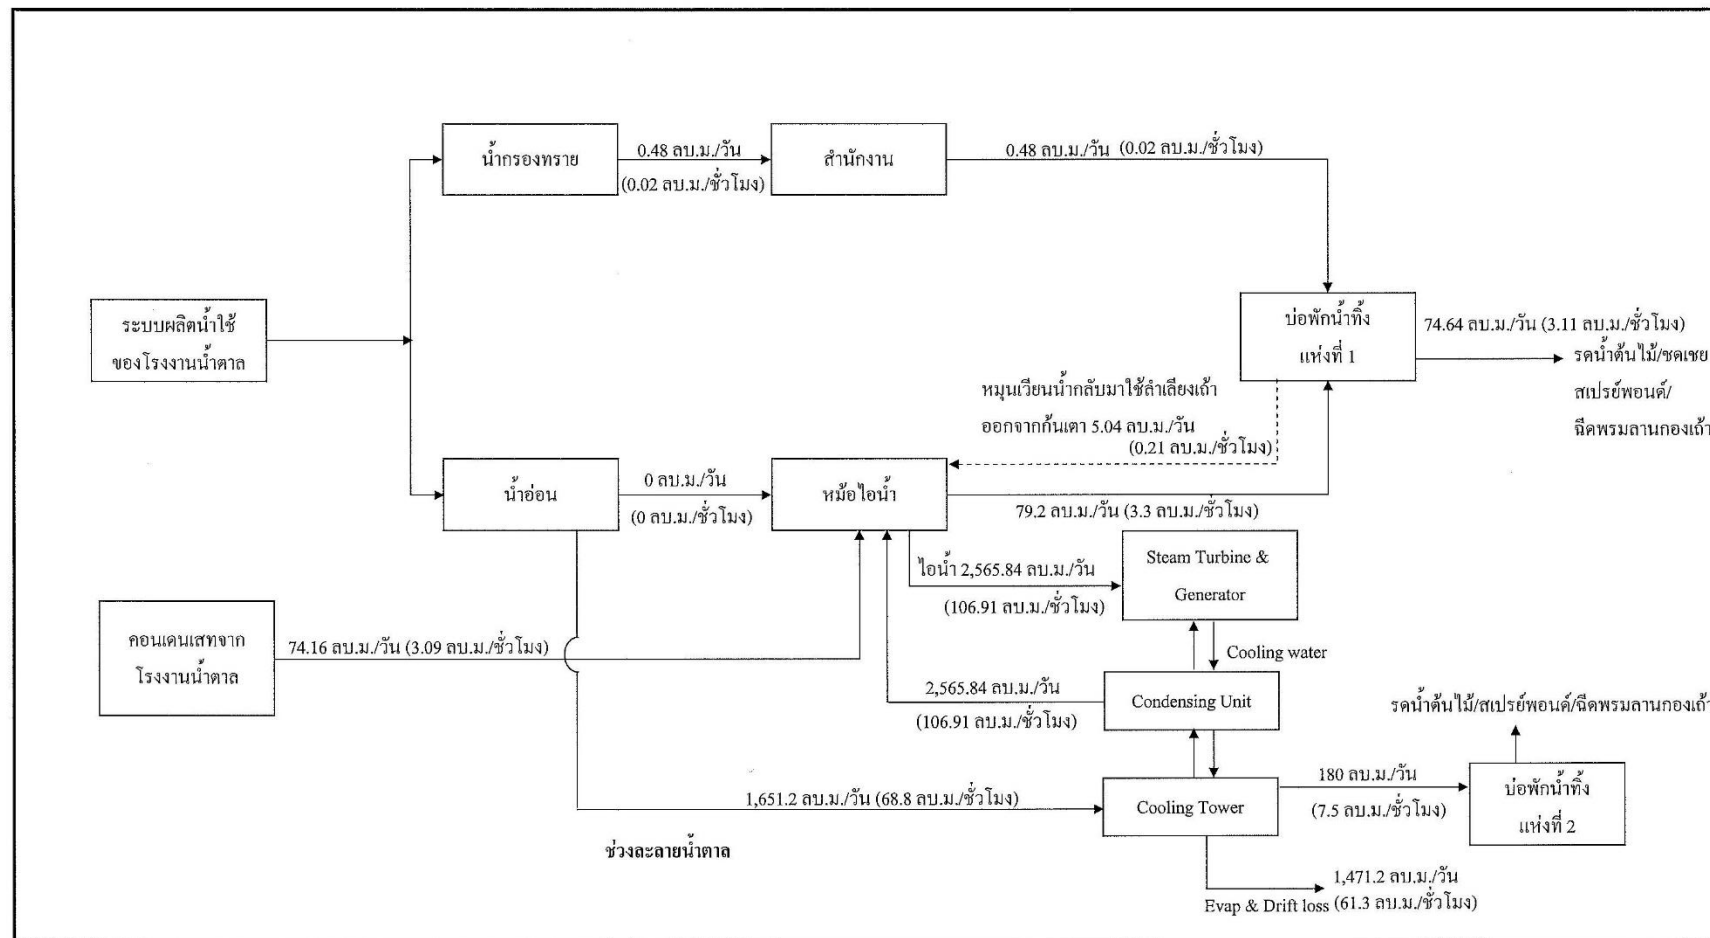 น้ำกรองทราย
0.48 ลบ.ม./วัน
(0.02 ลบ.ม./ชั่วโมง)
สำนักงาน
0.48 ลบ.ม./วัน (0.02 ลบ.ม./ชั่วโมง)
ระบบผลิตน้ำใช้
ของโรงงานน้ำตาล
บ่อพักน้ำทิ้ง
แห่งที่ 1
74.64 ลบ.ม./วัน (3.11 ลบ.ม./ชั่วโมง)
รดน้ำต้นไม้/ชดเชย
สเปรย์พอนด์/
ฉีดพรมลานกองเถ้า
หมุนเวียนน้ำกลับมาใช้ลำเลียงเถ้า
ออกจากก้นเตา 5.04 ลบ.ม./วัน
(0.21 ลบ.ม./ชั่วโมง)
น้ำอ่อน
0 ลบ.ม./วัน
(0 ลบ.ม./ชั่วโมง)
หม้อไอน้ำ
79.2 ลบ.ม./วัน (3.3 ลบ.ม./ชั่วโมง)
ไอน้ำ 2,565.84 ลบ.ม./วัน
(106.91 ลบ.ม./ชั่วโมง)
Steam Turbine &
Generator
คอนเดนเสทจาก
โรงงานน้ำตาล
74.16 ลบ.ม./วัน (3.09 ลบ.ม./ชั่วโมง)
Cooling water
2,565.84 ลบ.ม./วัน
(106.91 ลบ.ม./ชั่วโมง)
Condensing Unit
รดน้ำต้นไม้/สเปรย์พอนด์/ฉีดพรมลานกองเถ้า
1,651.2 ลบ.ม./วัน (68.8 ลบ.ม./ชั่วโมง)
Cooling Tower
180 ลบ.ม./วัน
(7.5 ลบ.ม./ชั่วโมง)
บ่อพักน้ำทิ้ง
แห่งที่ 2
ช่วงละลายน้ำตาล
1,471.2 ลบ.ม./วัน
Evap & Drift loss (61.3 ลบ.ม./ชั่วโมง)